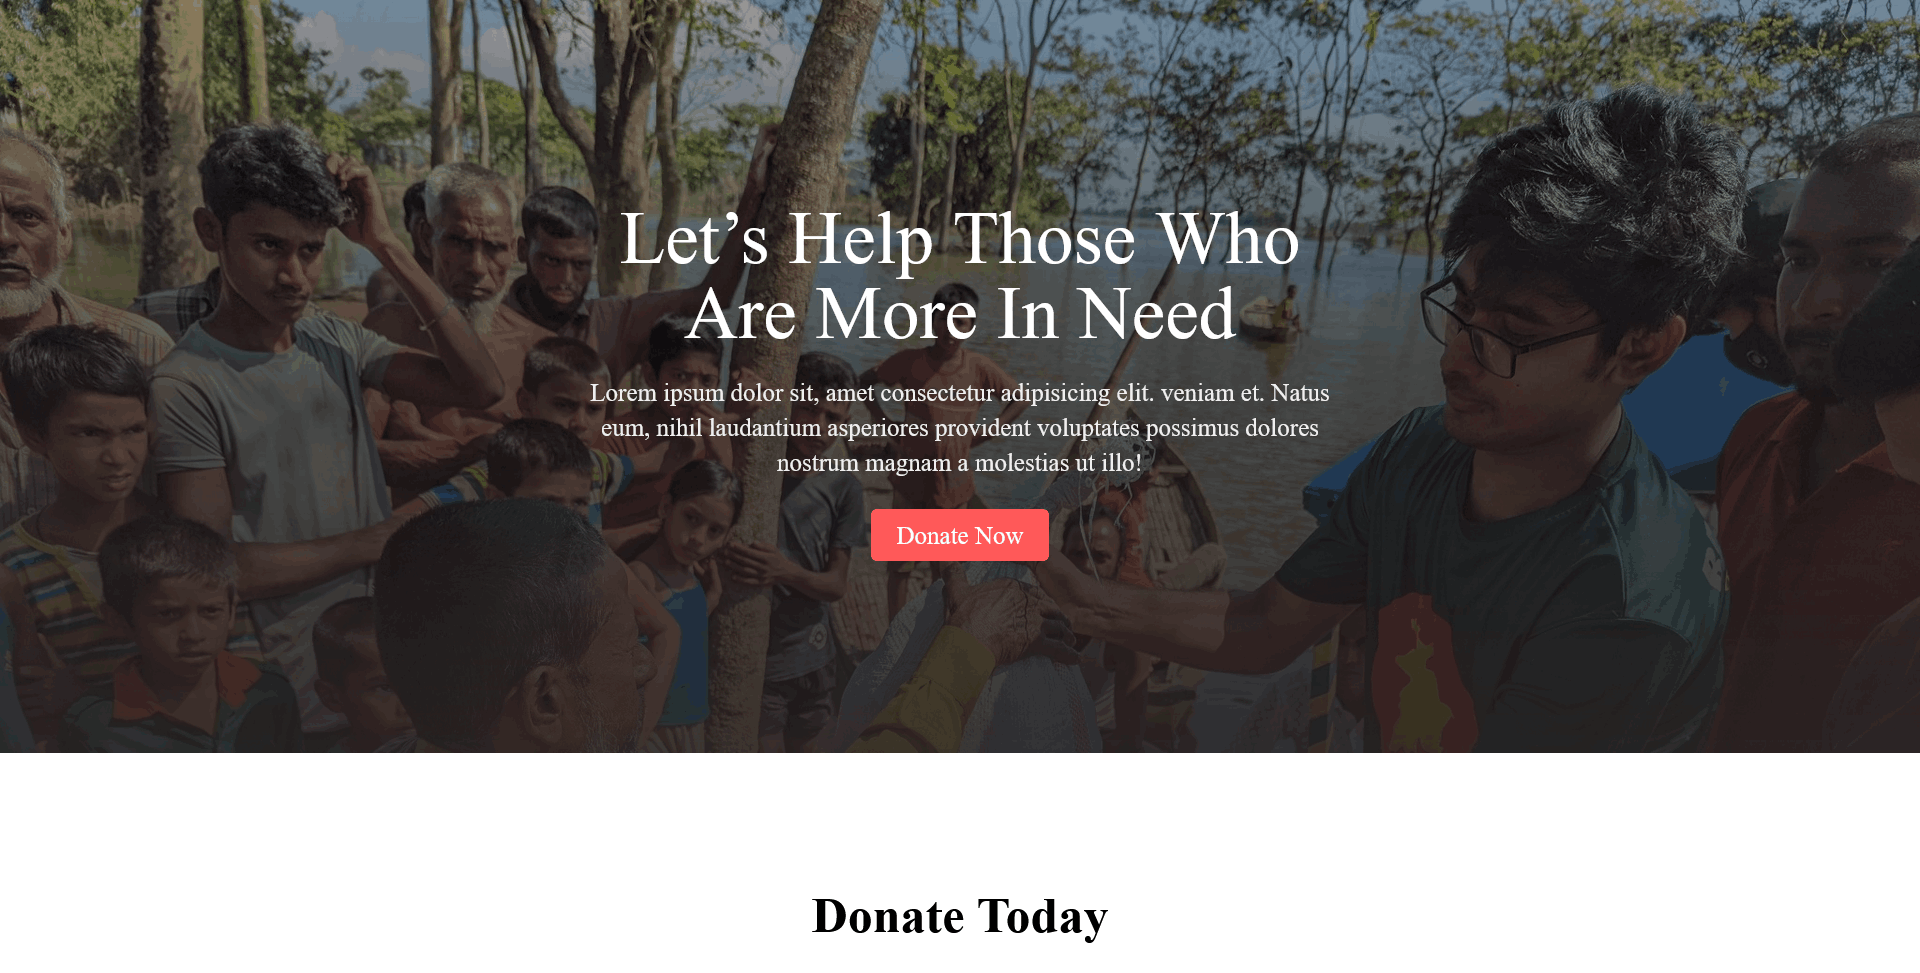 Let’s Help Those Who
Are More In Need
Lorem ipsum dolor sit, amet consectetur adipisicing elit. veniam et. Natus
eum, nihil laudantium asperiores provident voluptates possimus dolores
nostrum magnam a molestias ut illo!
Donate Now
Donate Today